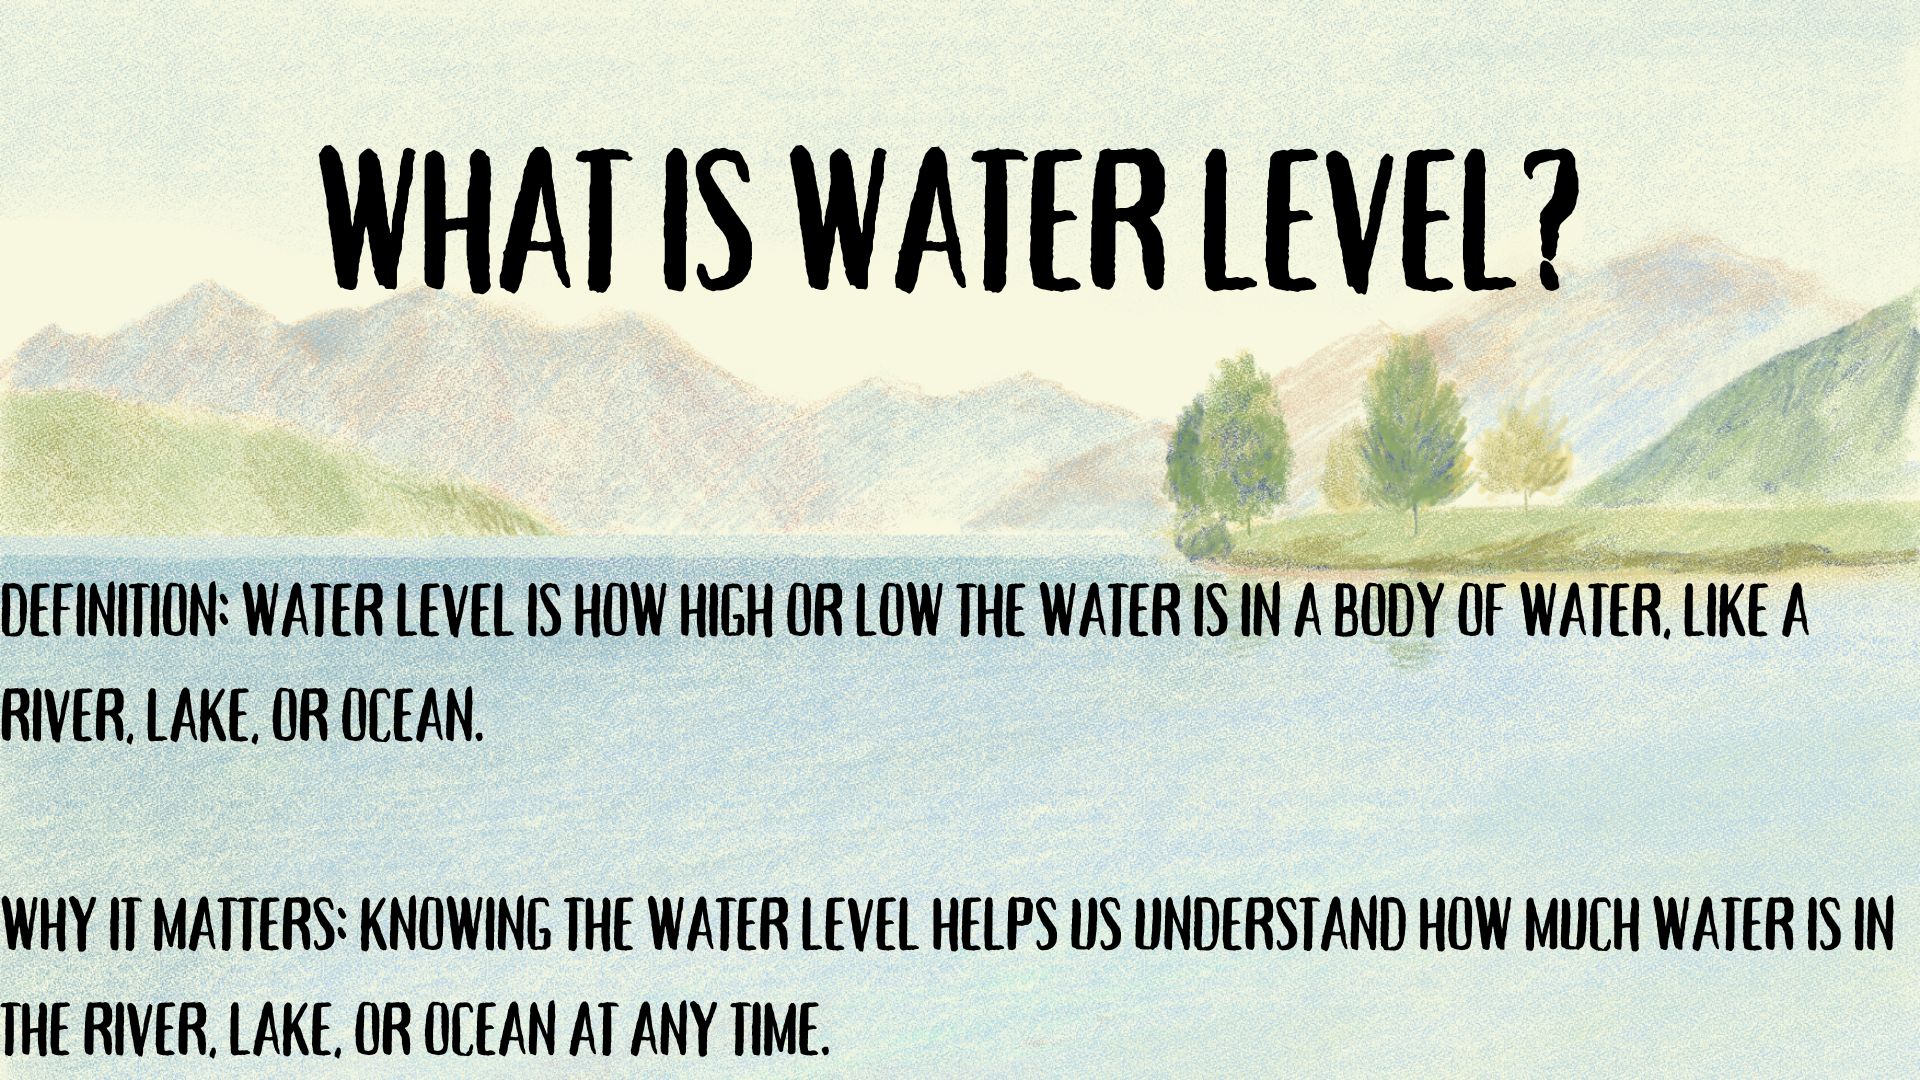 WHAT IS WATER LEVEL?
DEFINITION: WATER LEVEL IS HOW HIGH OR LOW THE WATER IS IN A BODY OF WATER, LIKE A
RIVER, LAKE, OR OCEAN.
WHY IT MATTERS: KNOWING THE WATER LEVEL HELPS US UNDERSTAND HOW MUCH WATER IS IN
THE RIVER, LAKE, OR OCEAN AT ANY TIME.